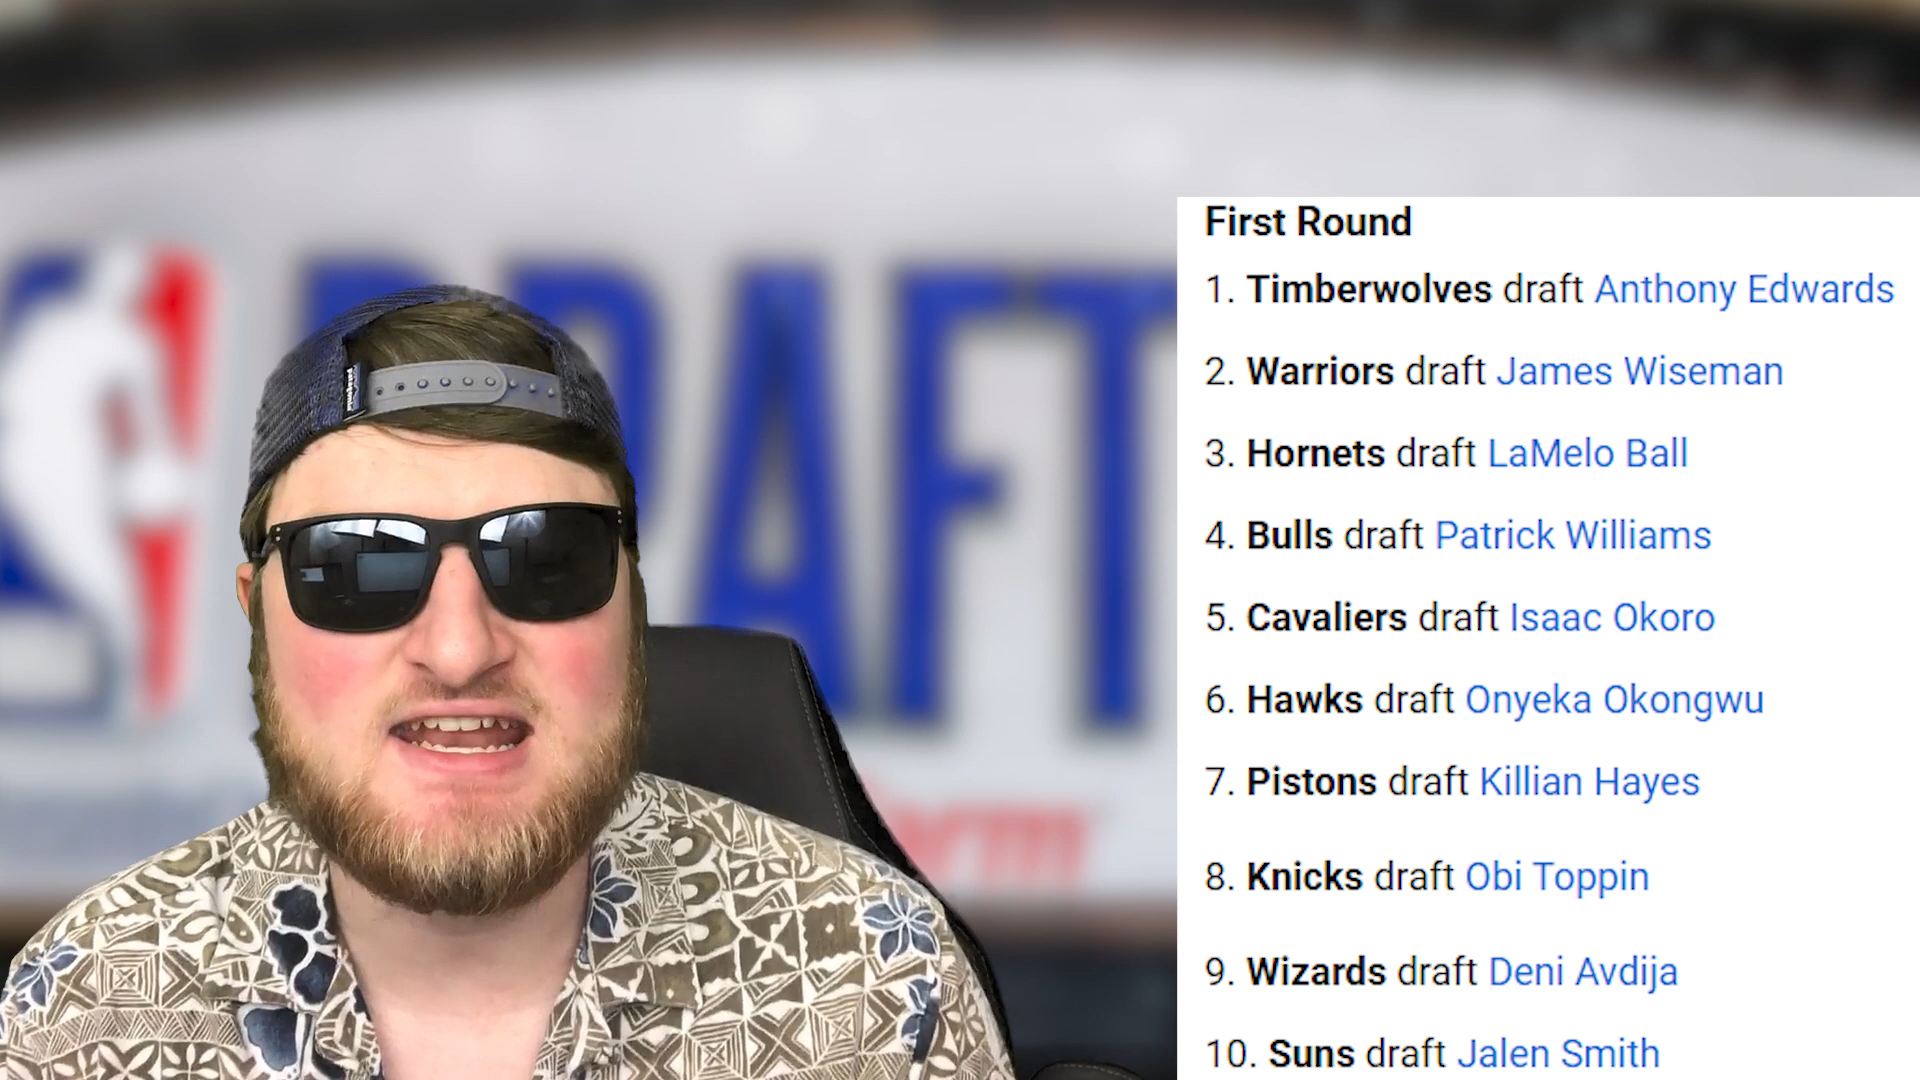 DRAFT
First Round
1. Timberwolves draft Anthony Edwards
2. Warriors draft James Wiseman
3. Hornets draft LaMelo Ball
4. Bulls draft Patrick Williams
5. Cavaliers draft Isaac Okoro
6. Hawks draft Onyeka Okongwu
7. Pistons draft Killian Hayes
8. Knicks draft Obi Toppin
9. Wizards draft Deni Avdija
10. Suns draft Jalen Smith